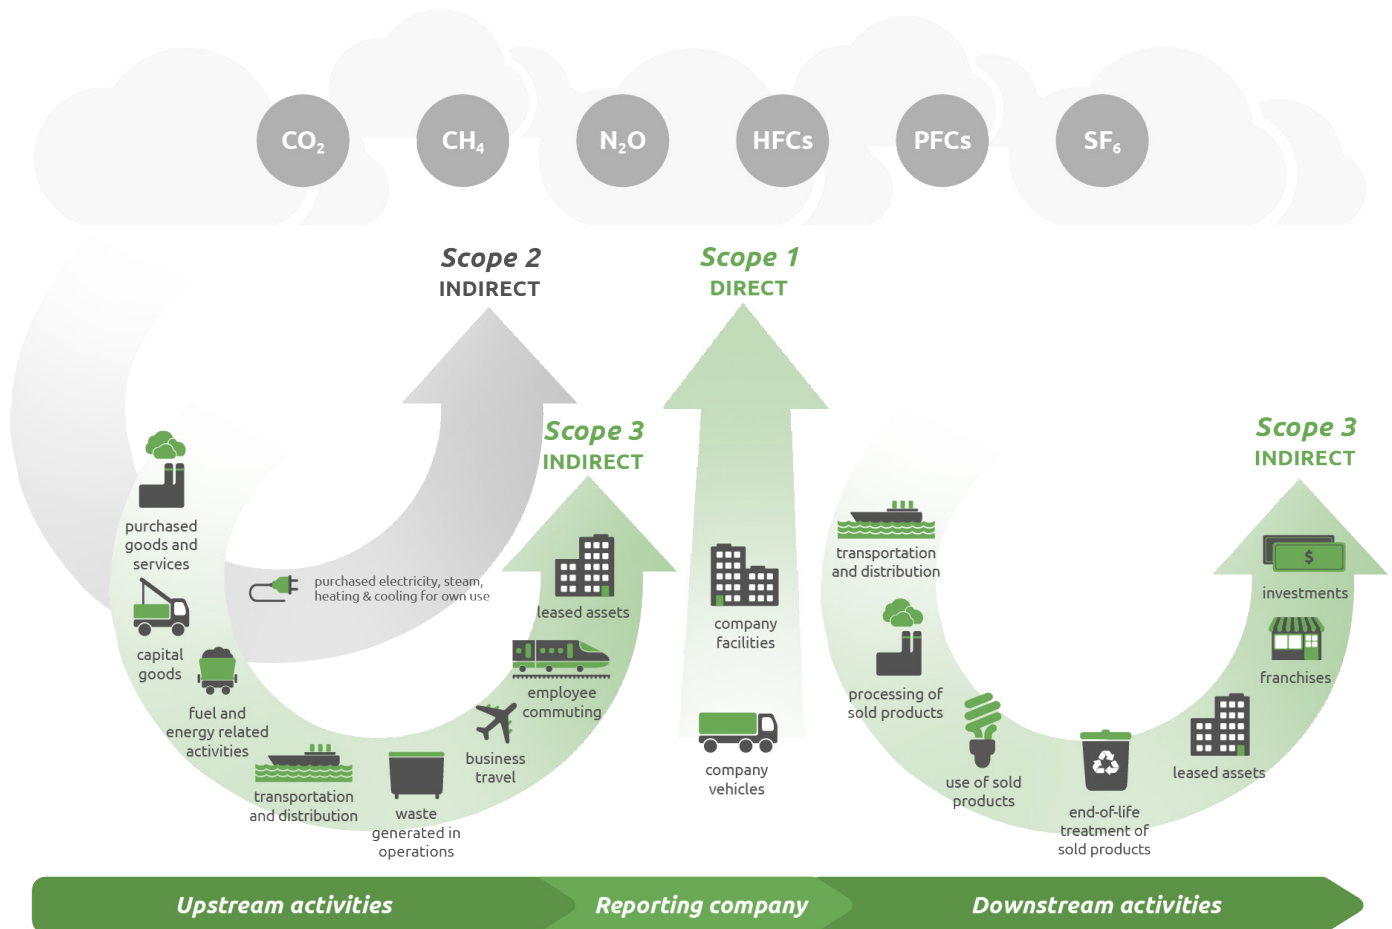 CO₂
CH₄
N₂O
HFCs
PFCs
SF₆
Scope 2
INDIRECT
Scope 1
DIRECT
Scope 3
INDIRECT
Scope 3
INDIRECT
purchased
goods and
services
capital
goods
fuel and
energy related
activities
transportation
and distribution
waste
generated in
operations
business
travel
employee
commuting
leased assets
purchased electricity, steam,
heating & cooling for own use
company
facilities
company
vehicles
transportation
and distribution
processing of
sold products
use of sold
products
end-of-life
treatment of
sold products
leased assets
franchises
$
investments
Upstream activities
Reporting company
Downstream activities